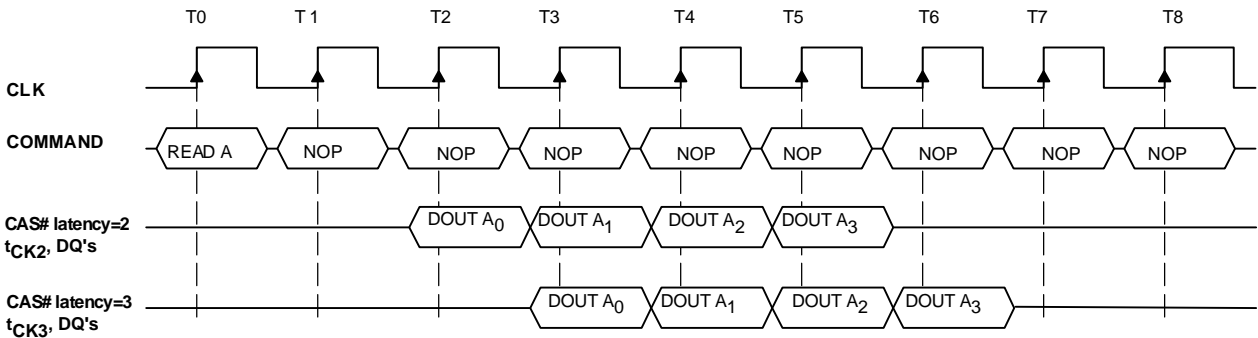 T0 T 1 T2 T3 T4 T5 T6 T7 T8
CLK
COMMAND READ A NOP NOP NOP NOP NOP NOP NOP NOP
CAS# latency=2 DOUT A0 DOUT A1 DOUT A2 DOUT A3
tCK2, DQ's
CAS# latency=3 DOUT A0 DOUT A1 DOUT A2 DOUT A3
tCK3, DQ's